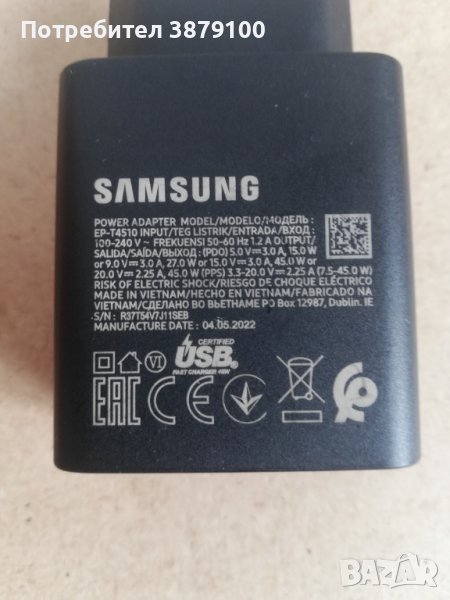 Потребител 3879100
SAMSUNG
POWER ADAPTER MODEL/MODELO/МОДЕЛЬ :
EP-T4510 INPUT/TEG LISTRIK/ENTRADA/ВХОД :
100-240 V ~ FREKUENSI 50-60 Hz 1.2 A OUTPUT/
SALIDA/SAÍDA/ВЫХОД: (PDO) 5.0 V⎓3.0 A, 15.0 W
or 9.0 V⎓3.0 A, 27.0 W or 15.0 V⎓3.0 A, 45.0 W or
20.0 V⎓2.25 A, 45.0 W (PPS) 3.3-20.0 V⎓2.25 A (7.5-45.0 W)
RISK OF ELECTRIC SHOCK/RIESGO DE CHOQUE ELÉCTRICO
MADE IN VIETNAM/HECHO EN VIETNAM/FABRICADO NA
VIETNAM/СДЕЛАНО ВО ВЬЕТНАМЕ PO Box 12987, Dublin. IE
S/N : R37T54V7J11SEB
MANUFACTURE DATE : 04.05.2022
VI
CERTIFIED
USB
FAST CHARGER 45W
EAC CE
BAZAR